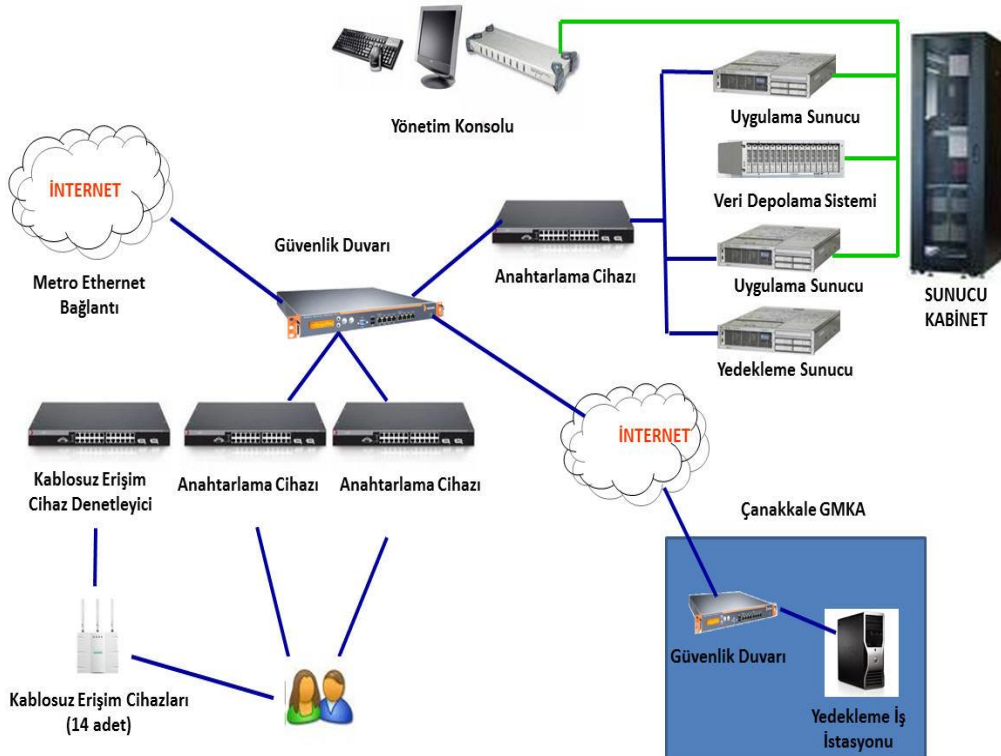 Yönetim Konsolu
Uygulama Sunucu
Veri Depolama Sistemi
Uygulama Sunucu
Yedekleme Sunucu
SUNUCU
KABİNET
İNTERNET
Metro Ethernet
Bağlantı
Güvenlik Duvarı
Anahtarlama Cihazı
Kablosuz Erişim
Cihaz Denetleyici
Anahtarlama Cihazı
Anahtarlama Cihazı
İNTERNET
Çanakkale GMKA
Güvenlik Duvarı
Yedekleme İş
İstasyonu
Kablosuz Erişim Cihazları
(14 adet)